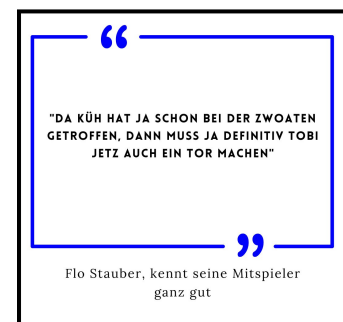 "DA KÜH HAT JA SCHON BEI DER ZWOATEN
GETROFFEN, DANN MUSS JA DEFINITIV TOBI
JETZ AUCH EIN TOR MACHEN"
Flo Stauber, kennt seine Mitspieler
ganz gut